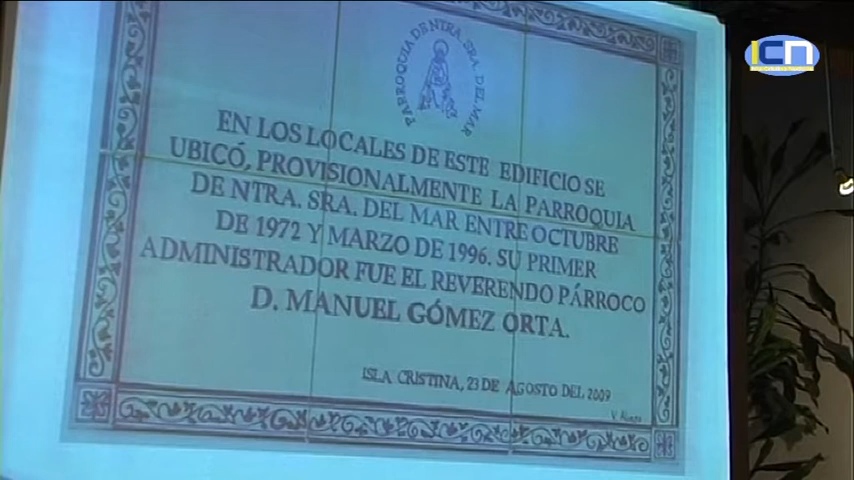 ICN
PARROQUIA DE NTRA. SRA. DEL MAR
EN LOS LOCALES DE ESTE EDIFICIO SE
UBICÓ, PROVISIONALMENTE LA PARROQUIA
DE NTRA. SRA. DEL MAR ENTRE OCTUBRE
DE 1972 Y MARZO DE 1996. SU PRIMER
ADMINISTRADOR FUE EL REVERENDO PÁRROCO
D. MANUEL GÓMEZ ORTA.
ISLA CRISTINA, 23 DE AGOSTO DEL 2009